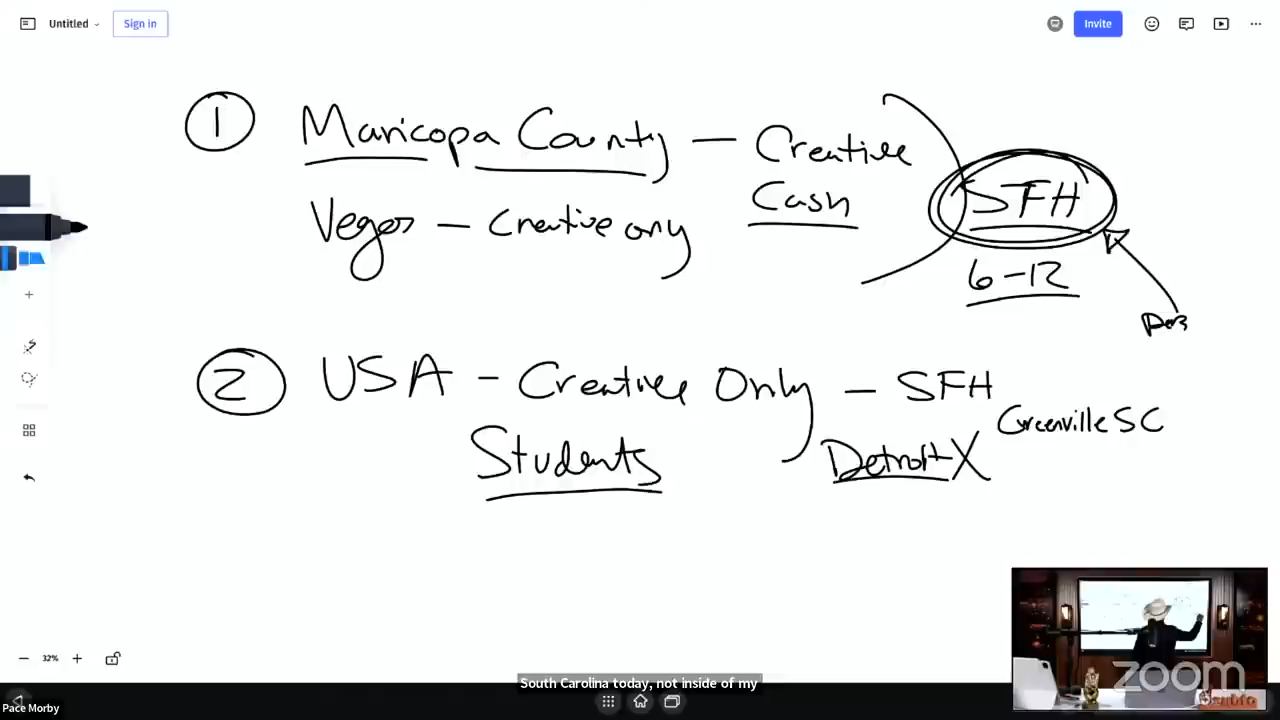 Untitled Sign in Invite
1 Maricopa County - Creative
Cash
Vegas - Creative only
SFH
6-12
2 USA - Creative Only - SFH
Greenville SC
Students Detroit X
32%
zoom
South Carolina today, not inside of my
Pace Morby